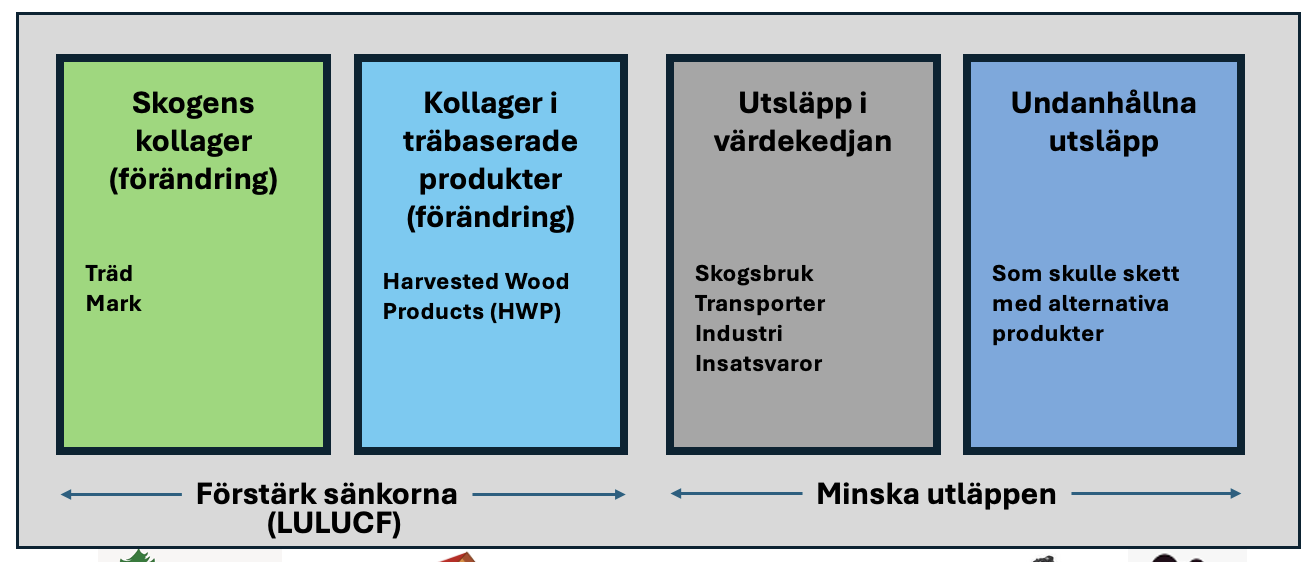 Skogens
kollager
(förändring)
Träd
Mark
Kollager i
träbaserade
produkter
(förändring)
Harvested Wood
Products (HWP)
Utsläpp i
värdekedjan
Skogsbruk
Transporter
Industri
Insatsvaror
Undanhållna
utsläpp
Som skulle skett
med alternativa
produkter
Förstärk sänkorna
(LULUCF)
Minska utläppen